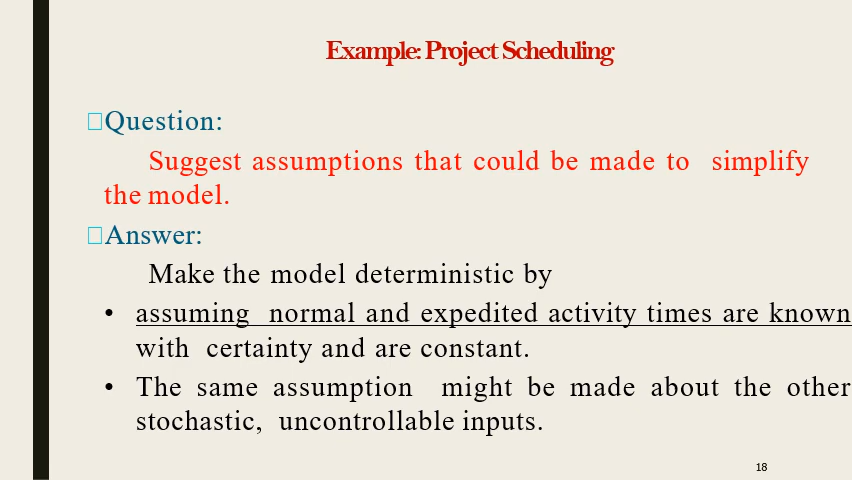 Example: Project Scheduling
Question:
Suggest assumptions that could be made to simplify
the model.
Answer:
Make the model deterministic by
• assuming normal and expedited activity times are known
with certainty and are constant.
• The same assumption might be made about the other
stochastic, uncontrollable inputs.
18